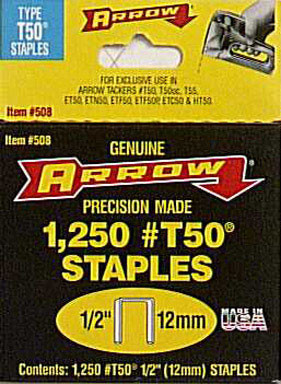 TYPE
T50®
STAPLES
ARROW®
FOR EXCLUSIVE USE IN
ARROW TACKERS #T50, T50oc, T55,
ET50, ETN50, ETF50, ETF50P, ETC50 & HT50.
Item #508
Item #508
GENUINE
ARROW®
PRECISION MADE
1,250 #T50®
STAPLES
1/2" 12mm
MADE IN
USA
Contents: 1,250 #T50® 1/2" (12mm) STAPLES